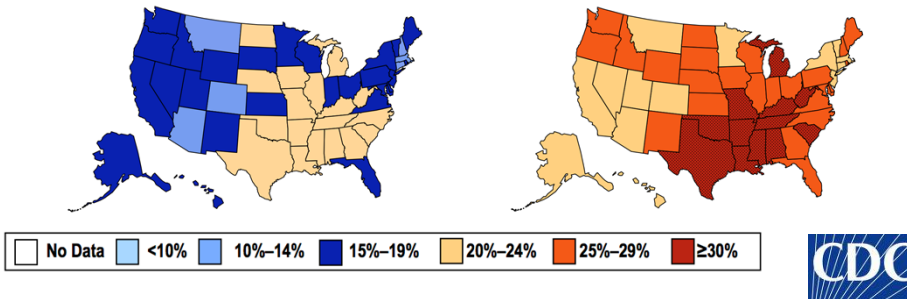 No Data <10% 10%–14% 15%–19% 20%–24% 25%–29% ≥30%
CDC